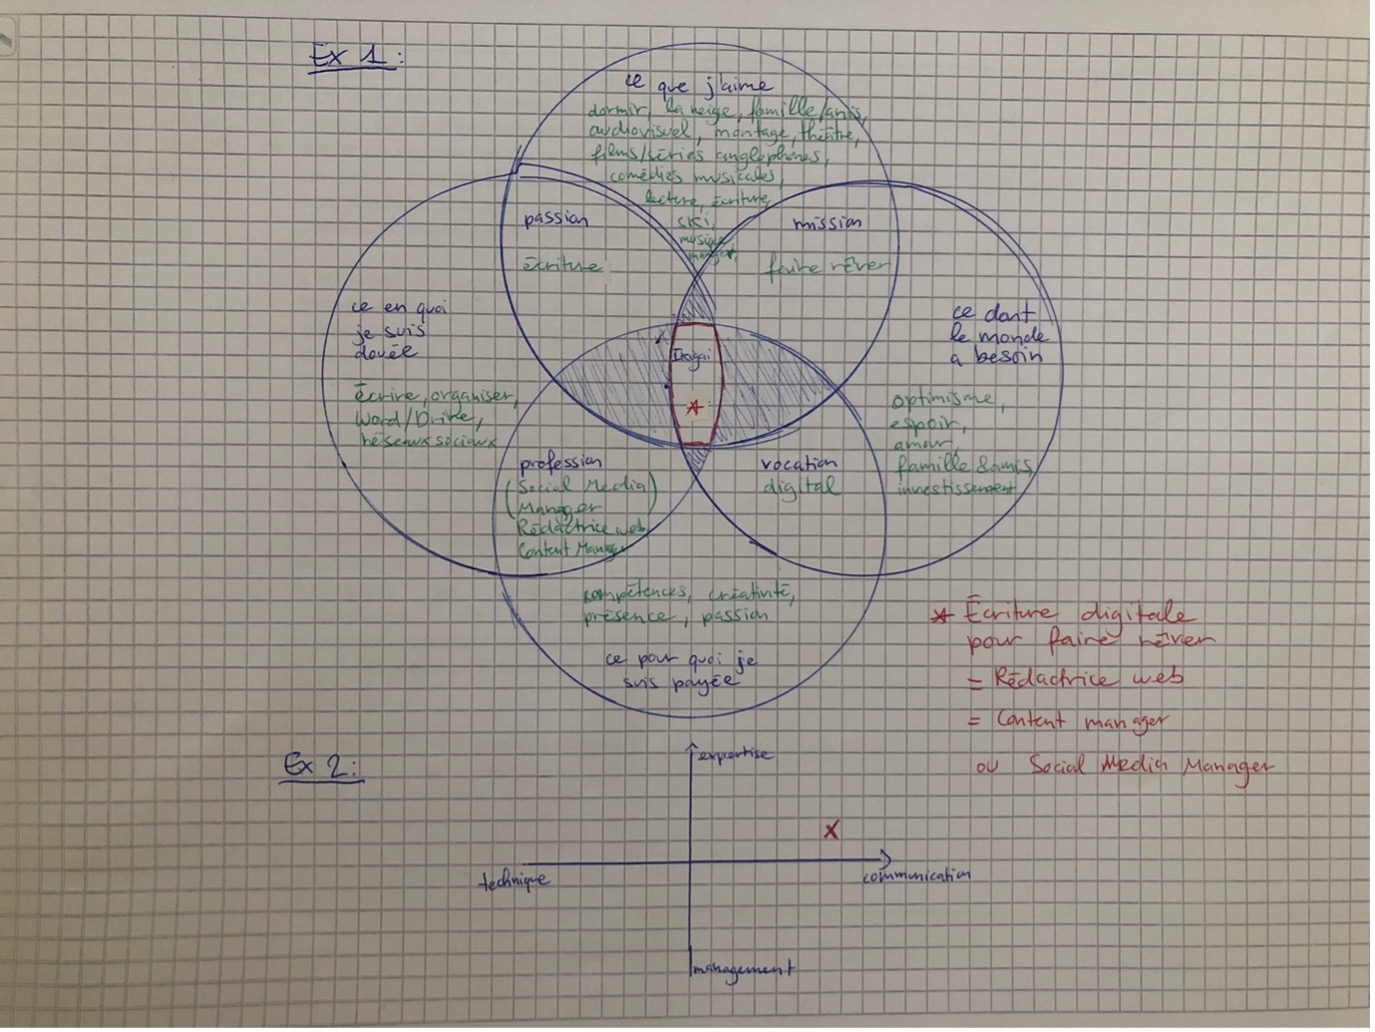 Ex 1 :
ce que j'aime
dormir, la neige, famille/amis,
audiovisuel, montage, théâtre,
films/séries anglophones,
comédies musicales,
lecture, écriture,
ski,
musique
manger
passion
écriture
mission
faire rêver
ce en quoi
je suis
douée
écrire, organiser,
Word/Drive,
réseaux sociaux
ce dont
le monde
a besoin
optimisme,
espoir,
amour,
famille & amis,
investissement
Ikigai
*
profession
(Social Media)
(Manager
Rédactrice web
Content Manager
vocation
digital
compétences, créativité,
présence, passion
ce pour quoi je
suis payée
* Écriture digitale
pour faire rêver
= Rédactrice web
= Content manager
ou Social Media Manager
Ex 2 :
expertise
X
technique
communication
management